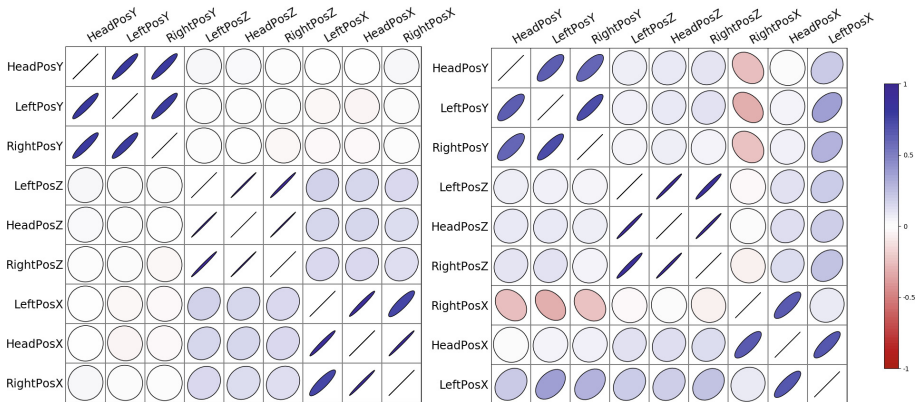 HeadPosY LeftPosY RightPosY LeftPosZ HeadPosZ RightPosZ LeftPosX HeadPosX RightPosX
HeadPosY
LeftPosY
RightPosY
LeftPosZ
HeadPosZ
RightPosZ
LeftPosX
HeadPosX
RightPosX
HeadPosY LeftPosY RightPosY LeftPosZ HeadPosZ RightPosZ RightPosX HeadPosX LeftPosX
HeadPosY
LeftPosY
RightPosY
LeftPosZ
HeadPosZ
RightPosZ
RightPosX
HeadPosX
LeftPosX
1
0.5
0
-0.5
-1